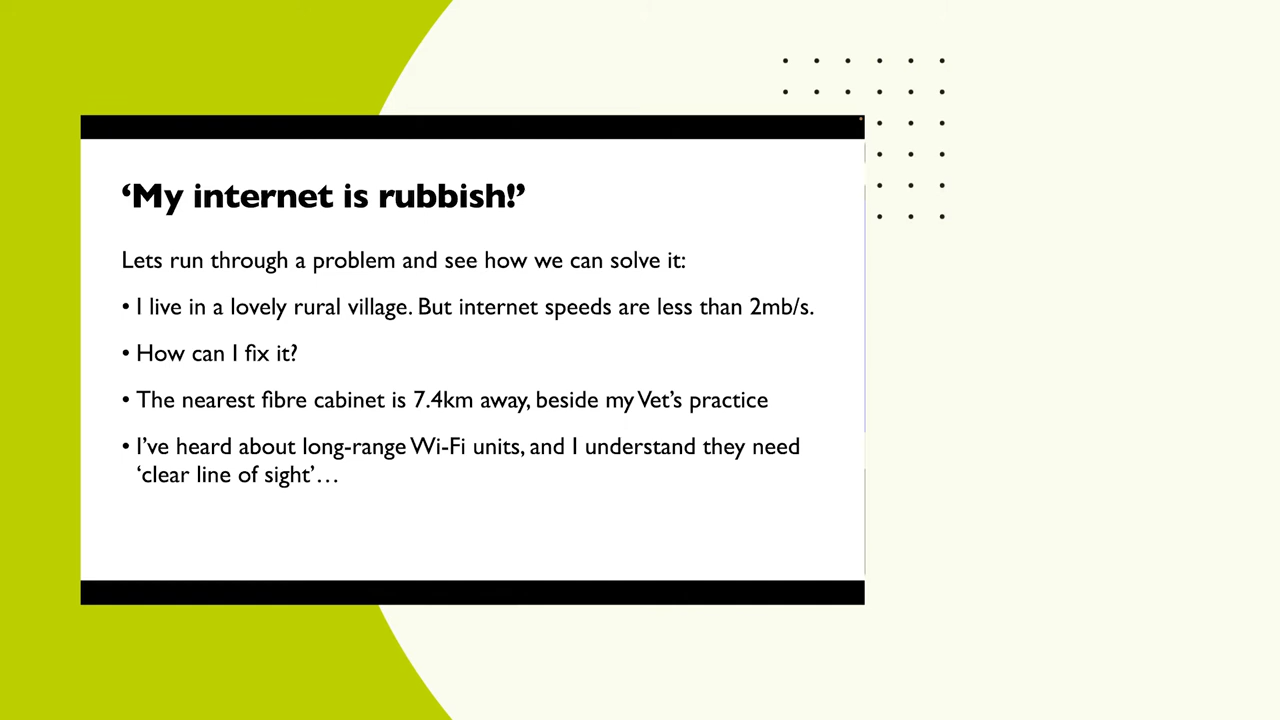 ‘My internet is rubbish!’
Lets run through a problem and see how we can solve it:
• I live in a lovely rural village. But internet speeds are less than 2mb/s.
• How can I fix it?
• The nearest fibre cabinet is 7.4km away, beside my Vet’s practice
• I’ve heard about long-range Wi-Fi units, and I understand they need
‘clear line of sight’…